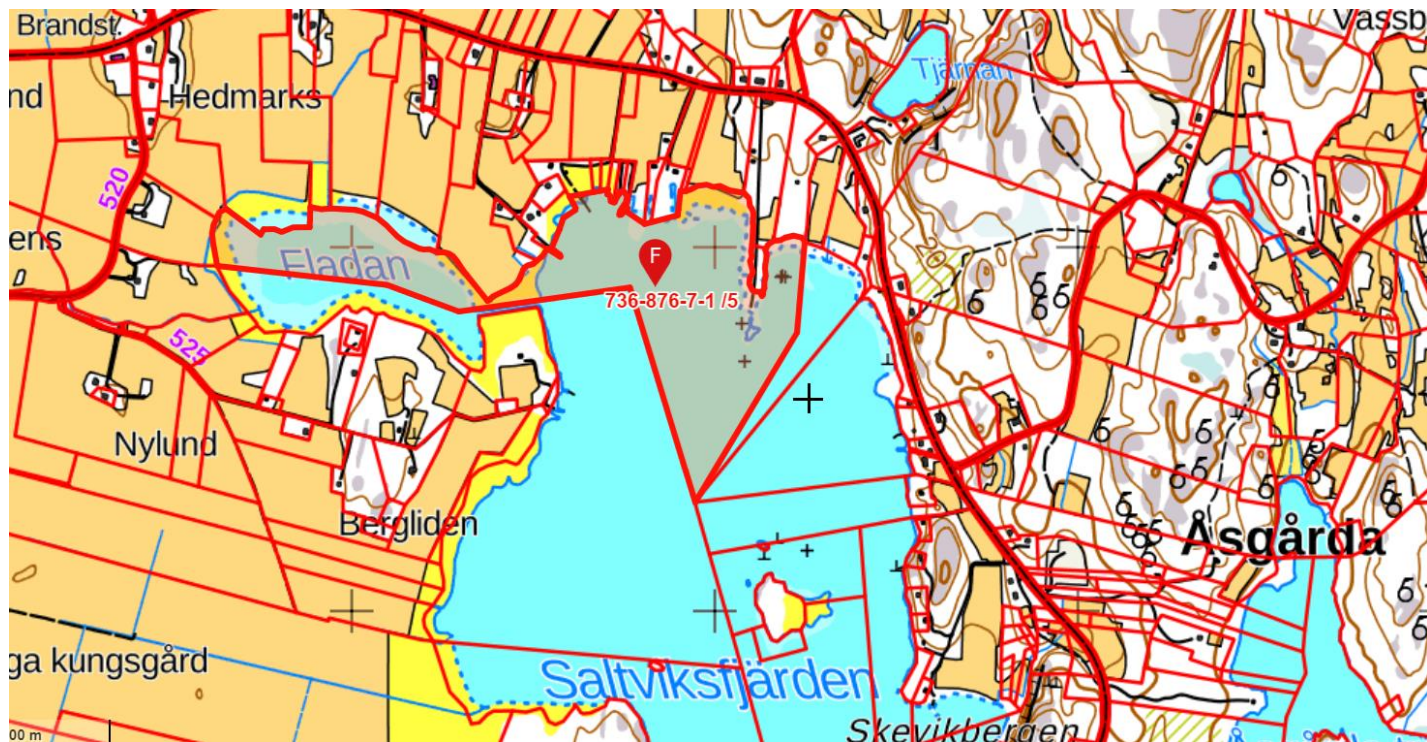 Brandst.
Vassb
Tjärnan
nd
Hedmarks
520
ens
Fladan
F
736-876-7-1 /5
20
525
Nylund
Bergliden
Åsgårda
ga kungsgård
Saltviksfjärden
Skevikbergen
00 m